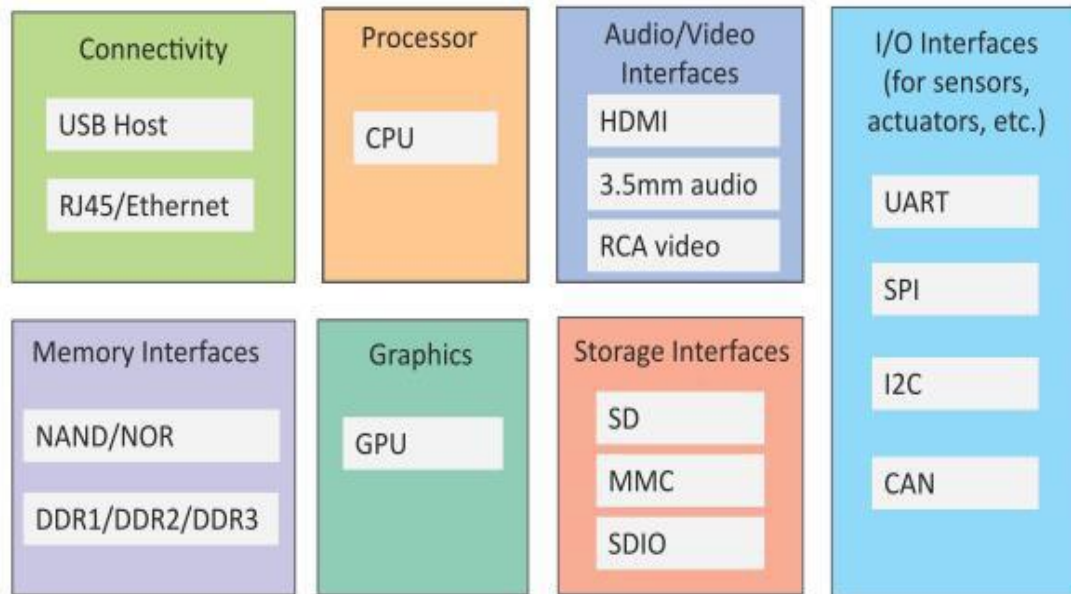 Connectivity
USB Host
RJ45/Ethernet
Processor
CPU
Audio/Video
Interfaces
HDMI
3.5mm audio
RCA video
I/O Interfaces
(for sensors,
actuators, etc.)
UART
SPI
I2C
CAN
Memory Interfaces
NAND/NOR
DDR1/DDR2/DDR3
Graphics
GPU
Storage Interfaces
SD
MMC
SDIO